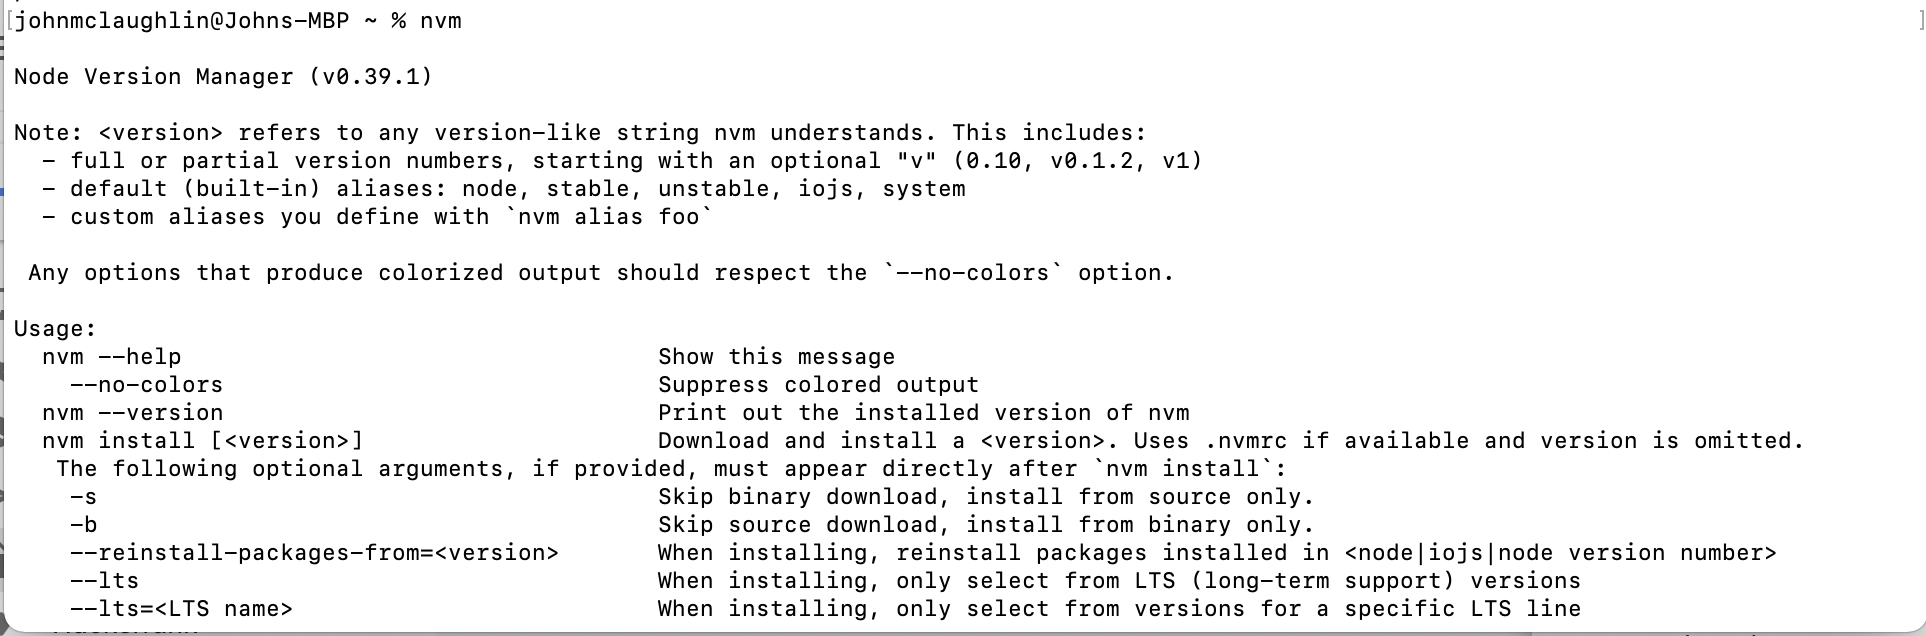 [johnmclaughlin@Johns-MBP ~ % nvm ]
Node Version Manager (v0.39.1)
Note: <version> refers to any version-like string nvm understands. This includes:
- full or partial version numbers, starting with an optional "v" (0.10, v0.1.2, v1)
- default (built-in) aliases: node, stable, unstable, iojs, system
- custom aliases you define with `nvm alias foo`
Any options that produce colorized output should respect the `--no-colors` option.
Usage:
nvm --help Show this message
--no-colors Suppress colored output
nvm --version Print out the installed version of nvm
nvm install [<version>] Download and install a <version>. Uses .nvmrc if available and version is omitted.
The following optional arguments, if provided, must appear directly after `nvm install`:
-s Skip binary download, install from source only.
-b Skip source download, install from binary only.
--reinstall-packages-from=<version> When installing, reinstall packages installed in <node|iojs|node version number>
--lts When installing, only select from LTS (long-term support) versions
--lts=<LTS name> When installing, only select from versions for a specific LTS line